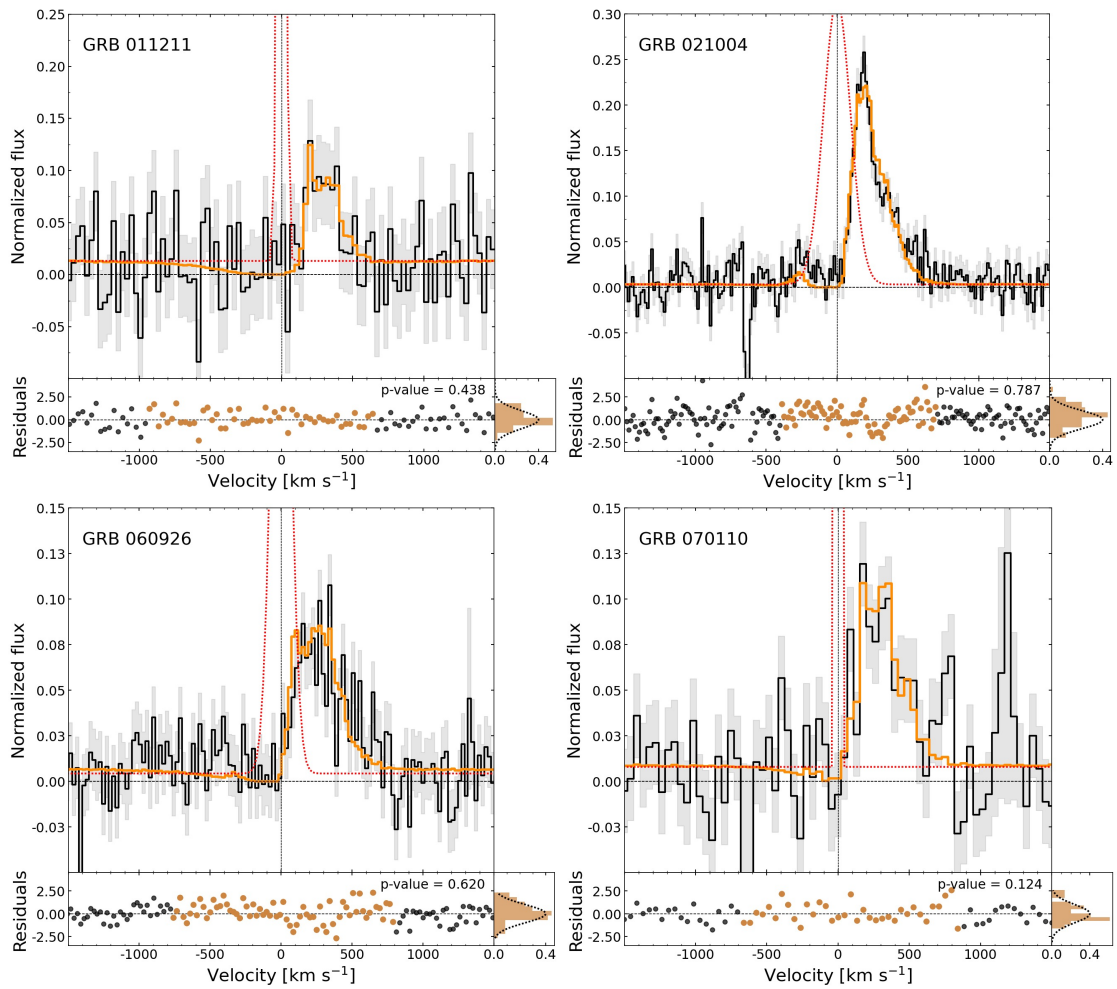 GRB 011211
Normalized flux
0.25
0.20
0.15
0.10
0.05
0.00
-0.05
Residuals
2.50
0.00
-2.50
p-value = 0.438
-1000 -500 0 500 1000 0.0 0.4
Velocity [km s⁻¹]
GRB 021004
Normalized flux
0.30
0.25
0.20
0.15
0.10
0.05
0.00
-0.05
Residuals
2.50
0.00
-2.50
p-value = 0.787
-1000 -500 0 500 1000 0.0 0.4
Velocity [km s⁻¹]
GRB 060926
Normalized flux
0.15
0.13
0.10
0.08
0.05
0.03
0.00
-0.03
Residuals
2.50
0.00
-2.50
p-value = 0.620
-1000 -500 0 500 1000 0.0 0.4
Velocity [km s⁻¹]
GRB 070110
Normalized flux
0.15
0.13
0.10
0.08
0.05
0.03
0.00
-0.03
Residuals
2.50
0.00
-2.50
p-value = 0.124
-1000 -500 0 500 1000 0.0 0.4
Velocity [km s⁻¹]